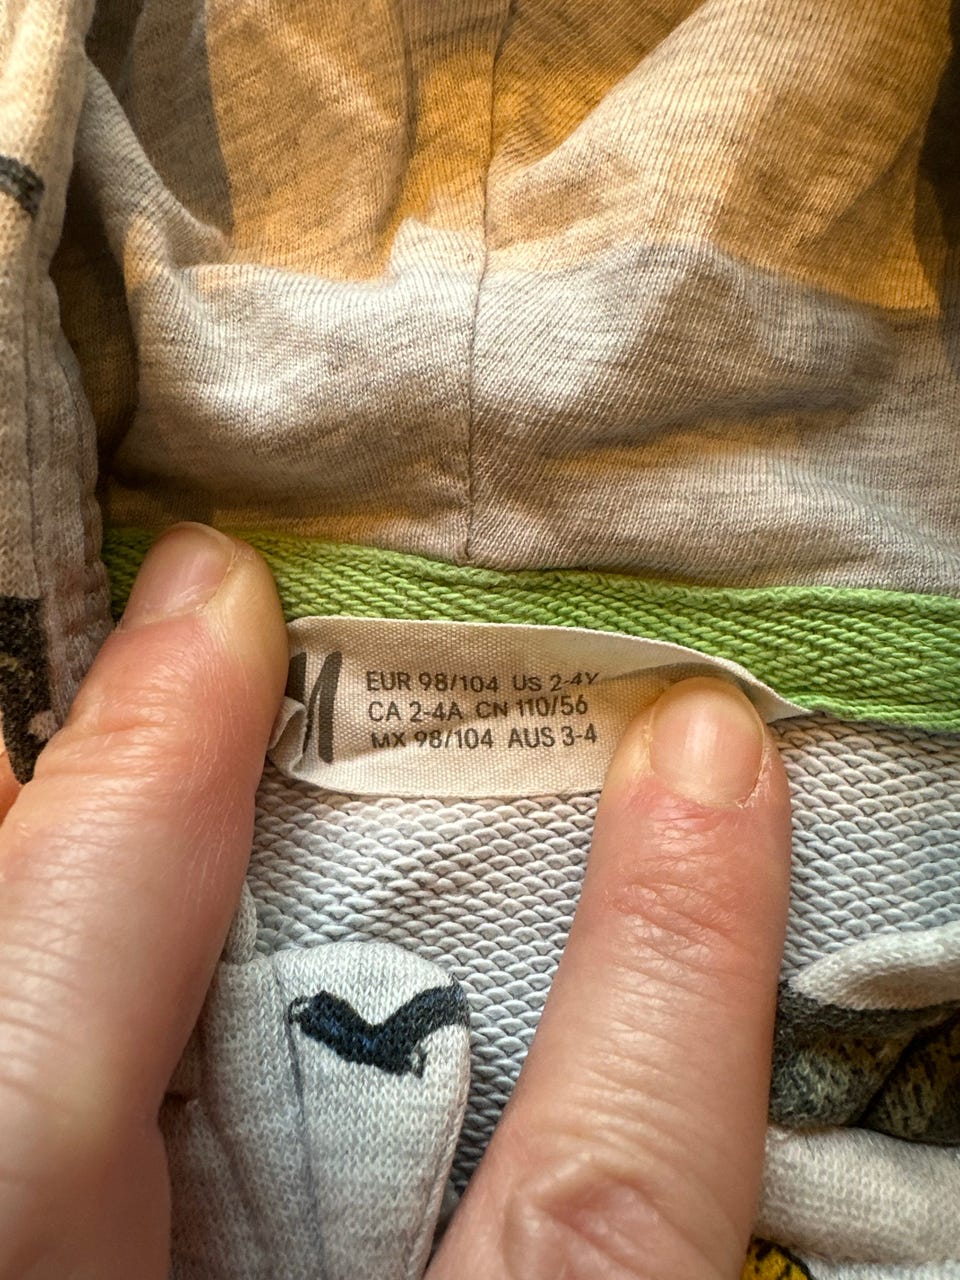 EUR 98/104 US 2-4Y
CA 2-4A CN 110/56
MX 98/104 AUS 3-4